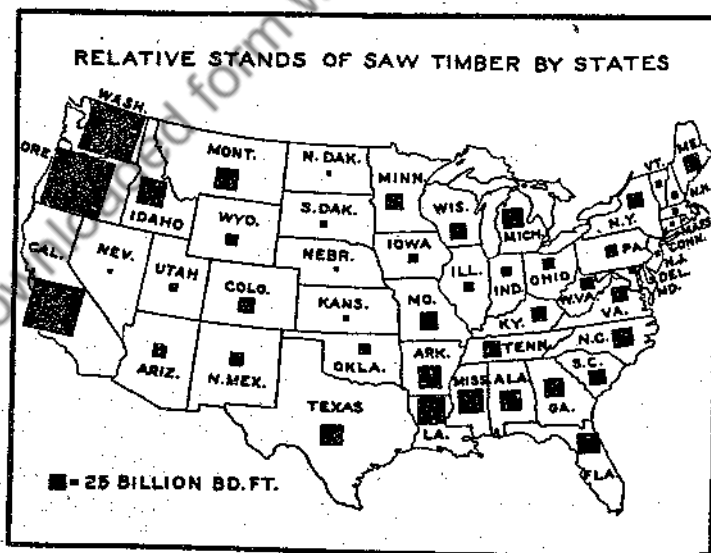 RELATIVE STANDS OF SAW TIMBER BY STATES
WASH.
ORE.
MONT.
N. DAK.
MINN.
VT.
ME.
N.H.
IDAHO
WYO.
S. DAK.
WIS.
MICH.
N.Y.
MASS.
CONN.
CAL.
NEV.
UTAH
COLO.
NEBR.
IOWA
ILL.
IND.
OHIO
PA.
N.J.
DEL.
MD.
KANS.
MO.
KY.
W.VA.
VA.
ARIZ.
N.MEX.
OKLA.
ARK.
TENN.
N.C.
S.C.
TEXAS
LA.
MISS.
ALA.
GA.
FLA.
= 25 BILLION BD. FT.
ownloaded form w